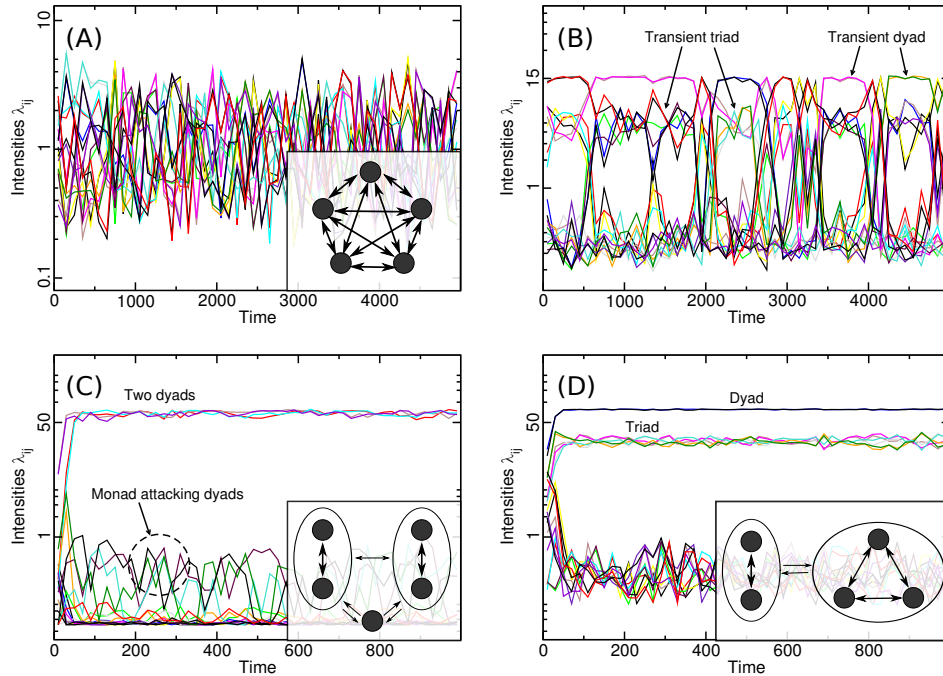 (A)
Intensities λij
10
1
0.1
0 1000 2000 3000 4000
Time
(B)
Transient triad
Transient dyad
Intensities λij
15
1
0 1000 2000 3000 4000
Time
(C)
Two dyads
Monad attacking dyads
Intensities λij
50
1
0 200 400 600 800
Time
(D)
Dyad
Triad
Intensities λij
50
1
0 200 400 600 800
Time